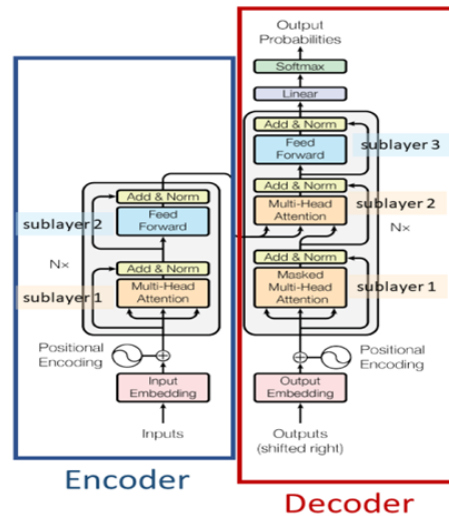 Output
Probabilities
Softmax
Linear
Add & Norm
Feed
Forward
sublayer 3
Add & Norm
Multi-Head
Attention
sublayer 2
Nx
Add & Norm
Masked
Multi-Head
Attention
sublayer 1
Positional
Encoding
Output
Embedding
Outputs
(shifted right)
Decoder
Add & Norm
Feed
Forward
sublayer 2
Nx
Add & Norm
Multi-Head
Attention
sublayer 1
Positional
Encoding
Input
Embedding
Inputs
Encoder